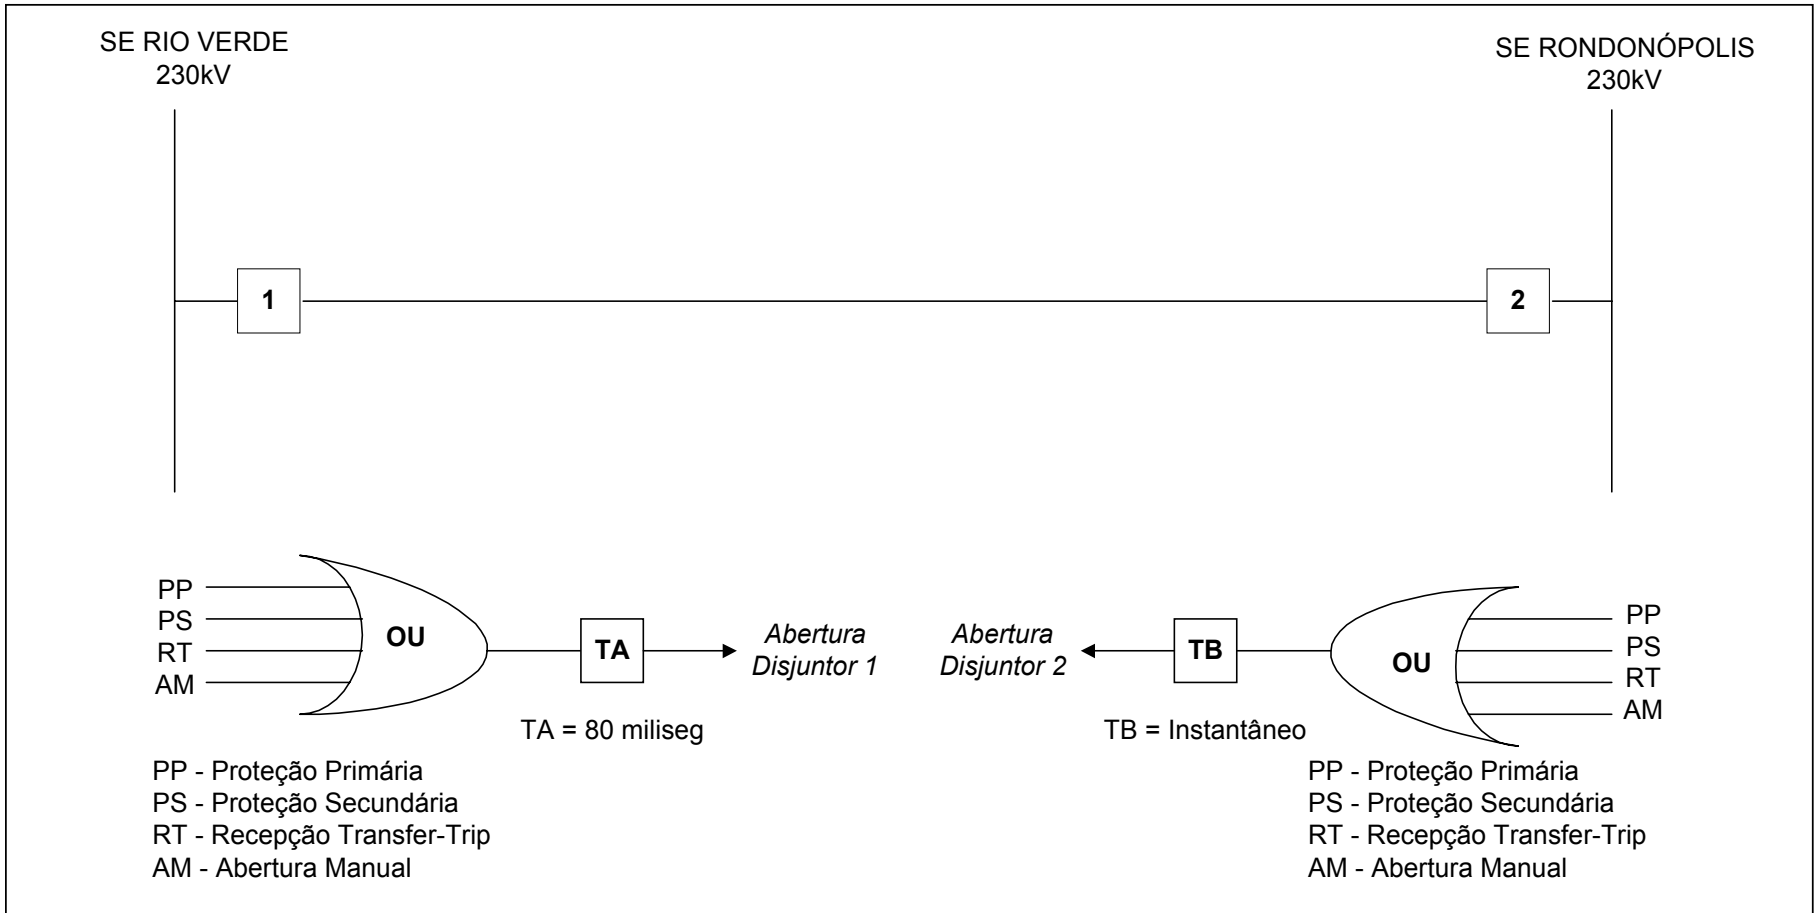 SE RIO VERDE
230kV
SE RONDONÓPOLIS
230kV
1
2
PP
PS
RT
AM
OU
TA
Abertura
Disjuntor 1
TA = 80 miliseg
Abertura
Disjuntor 2
TB
OU
PP
PS
RT
AM
TB = Instantâneo
PP - Proteção Primária
PS - Proteção Secundária
RT - Recepção Transfer-Trip
AM - Abertura Manual
PP - Proteção Primária
PS - Proteção Secundária
RT - Recepção Transfer-Trip
AM - Abertura Manual